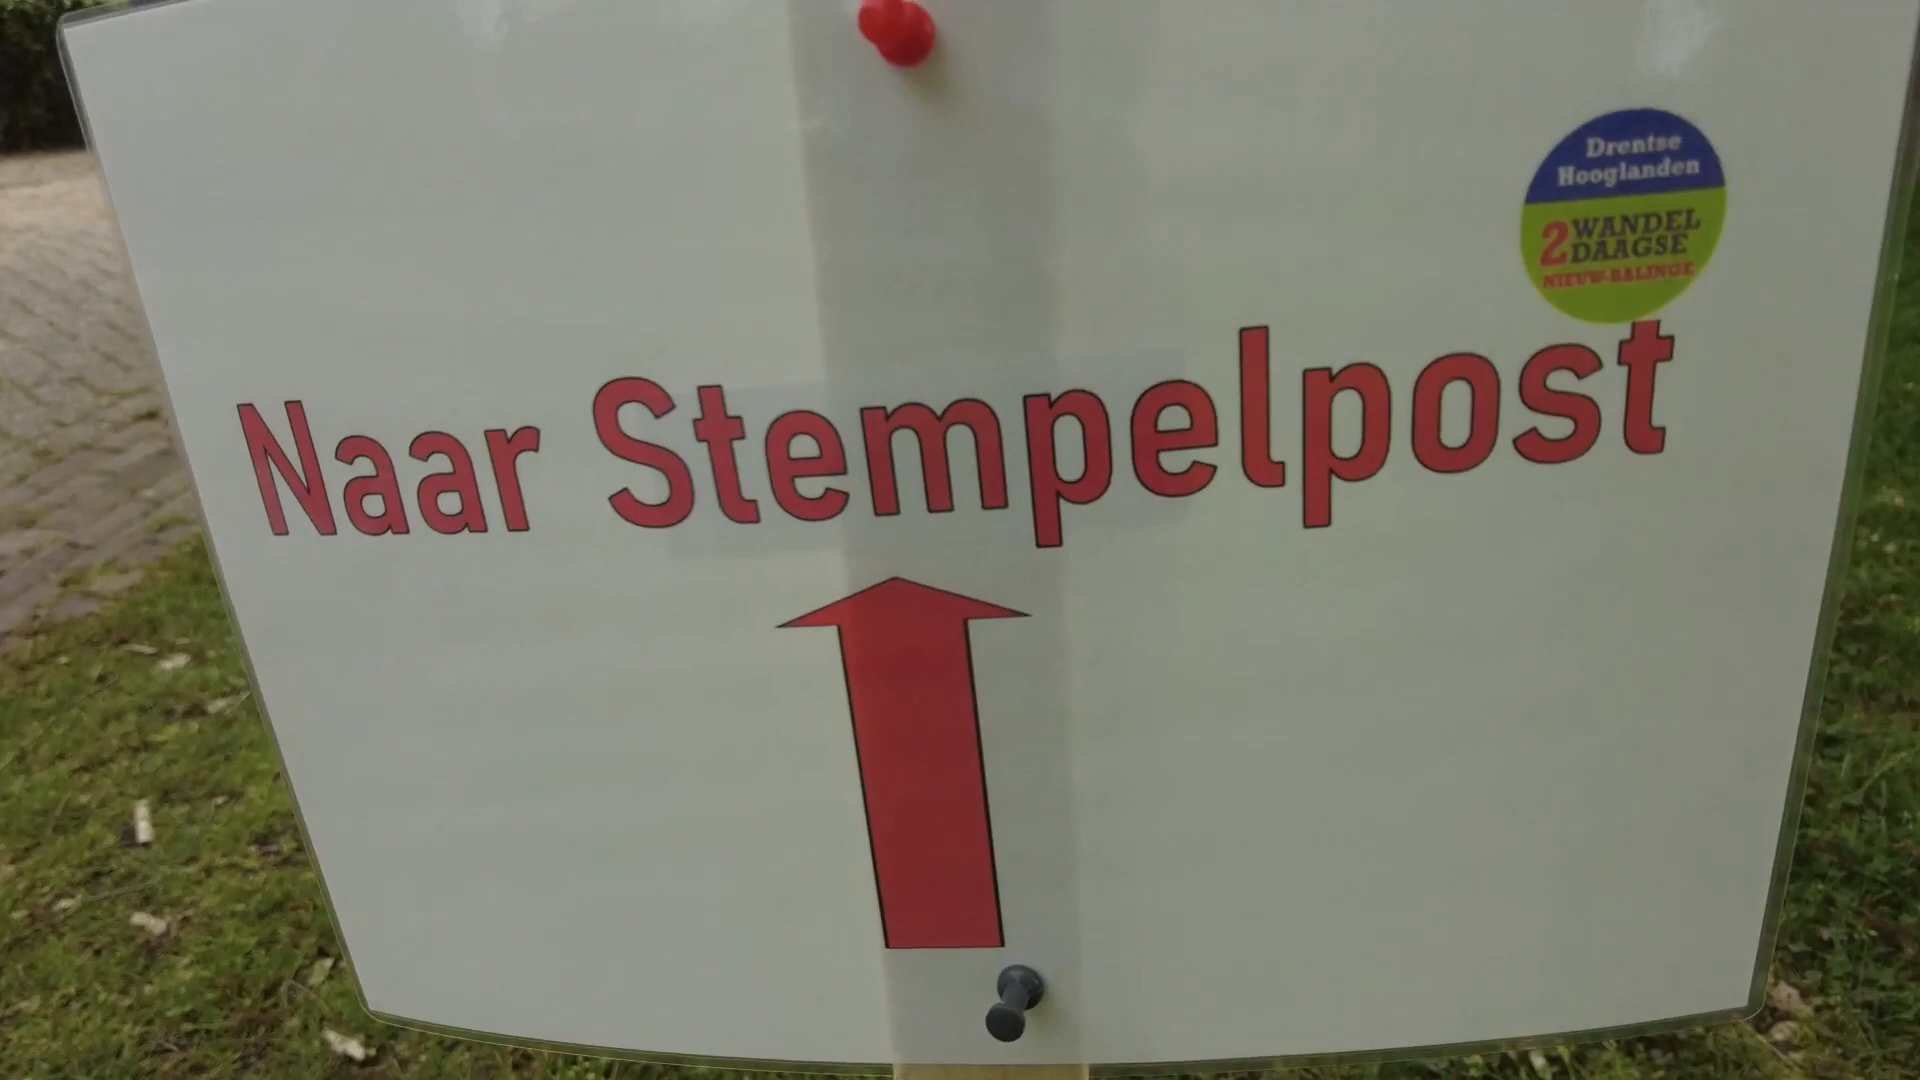 Drentse
Hooglanden
2 WANDEL
DAAGSE
NIEUW-BALINGE
Naar Stempelpost